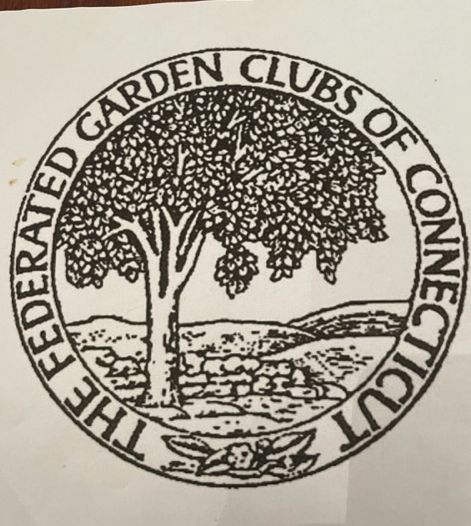 THE FEDERATED GARDEN CLUBS OF CONNECTICUT